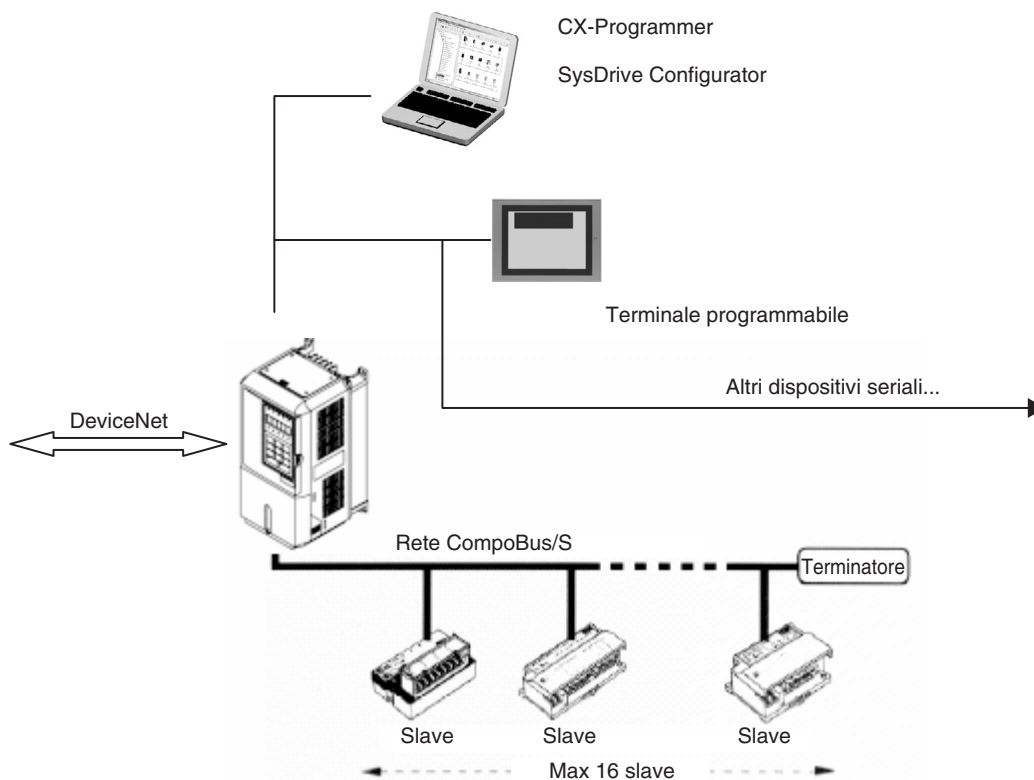 CX-Programmer
SysDrive Configurator
Terminale programmabile
Altri dispositivi seriali...
DeviceNet
Rete CompoBus/S
Terminatore
Slave
Slave
Slave
Max 16 slave